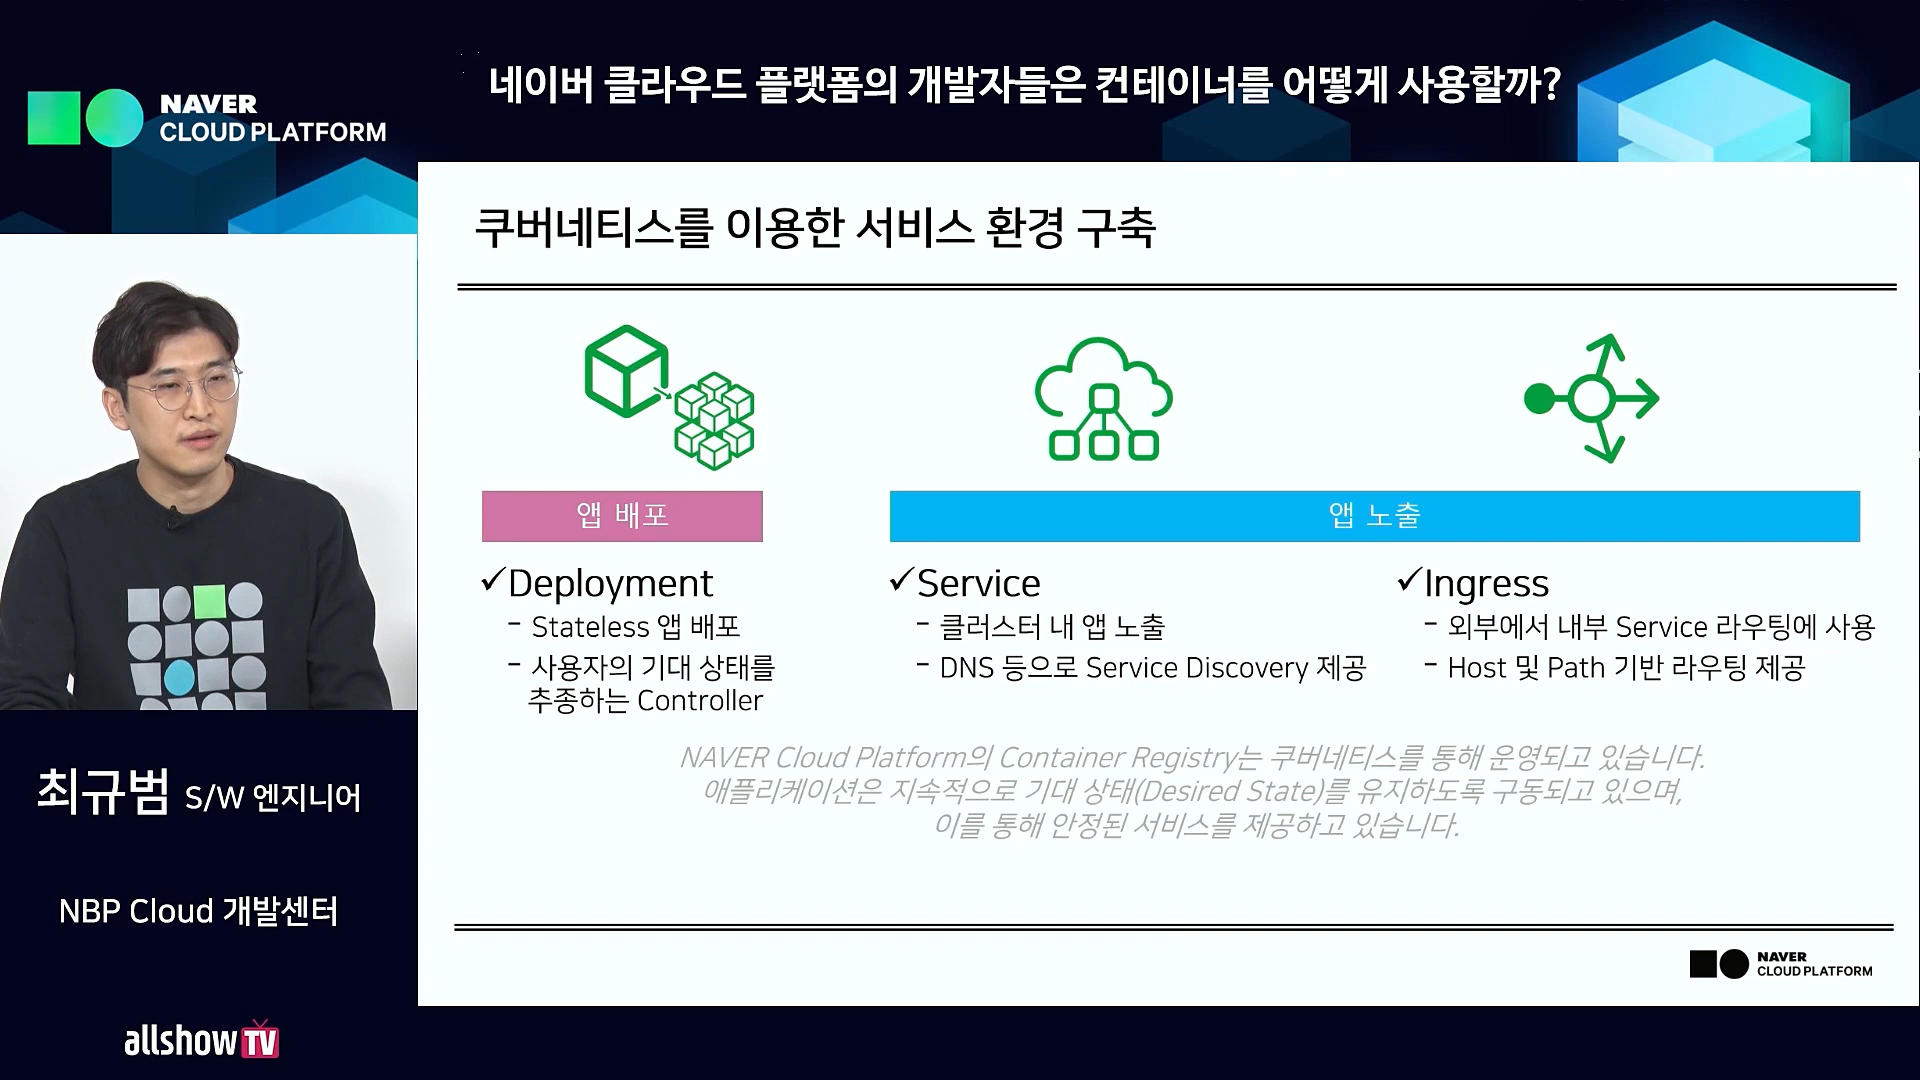 네이버 클라우드 플랫폼의 개발자들은 컨테이너를 어떻게 사용할까?
NAVER
CLOUD PLATFORM
쿠버네티스를 이용한 서비스 환경 구축
앱 배포
✓Deployment
- Stateless 앱 배포
- 사용자의 기대 상태를
추종하는 Controller
앱 노출
✓Service
- 클러스터 내 앱 노출
- DNS 등으로 Service Discovery 제공
✓Ingress
- 외부에서 내부 Service 라우팅에 사용
- Host 및 Path 기반 라우팅 제공
NAVER Cloud Platform의 Container Registry는 쿠버네티스를 통해 운영되고 있습니다.
애플리케이션은 지속적으로 기대 상태(Desired State)를 유지하도록 구동되고 있으며,
이를 통해 안정된 서비스를 제공하고 있습니다.
NAVER
CLOUD PLATFORM
최규범 S/W 엔지니어
NBP Cloud 개발센터
allshowTV